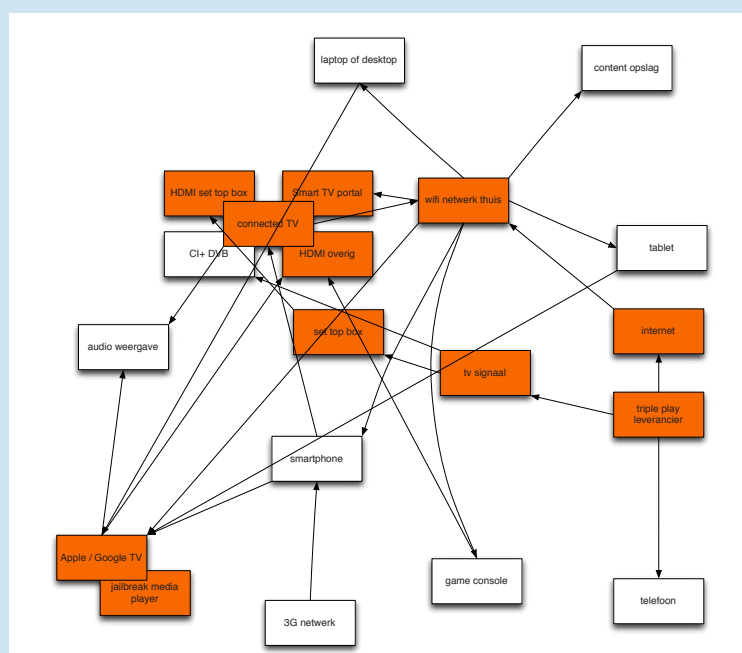 laptop of desktop
content opslag
HDMI set top box
Smart TV portal
wifi netwerk thuis
connected TV
CI+ DVB
HDMI overig
tablet
set top box
internet
audio weergave
tv signaal
triple play
leverancier
smartphone
Apple / Google TV
jailbreak media
player
game console
telefoon
3G netwerk